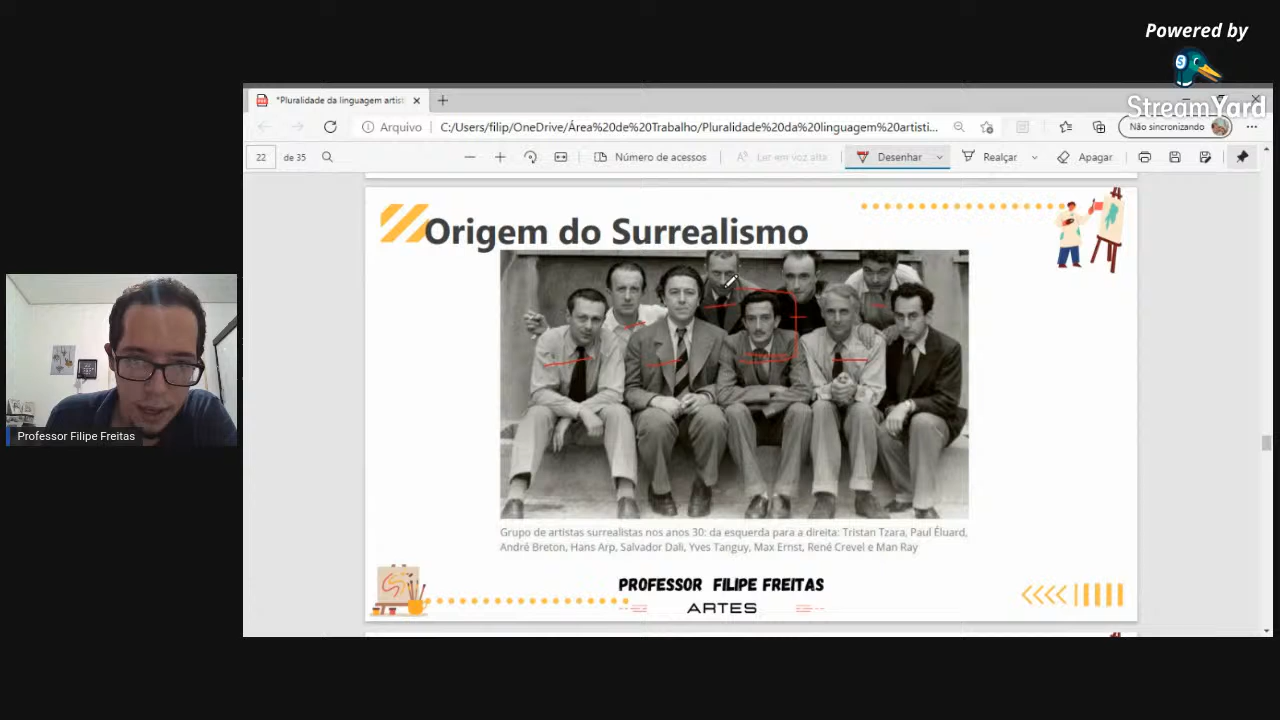 Powered by
StreamYard
*Pluralidade da linguagem artist
Arquivo
C:/Users/filip/OneDrive/Área%20de%20Trabalho/Pluralidade%20da%20linguagem%20artisti...
Não sincronizando
22 de 35
Número de acessos
Ler em voz alta
Desenhar
Realçar
Apagar
Origem do Surrealismo
Grupo de artistas surrealistas nos anos 30: da esquerda para a direita: Tristan Tzara, Paul Éluard,
André Breton, Hans Arp, Salvador Dali, Yves Tanguy, Max Ernst, René Crevel e Man Ray
PROFESSOR FILIPE FREITAS
ARTES
Professor Filipe Freitas